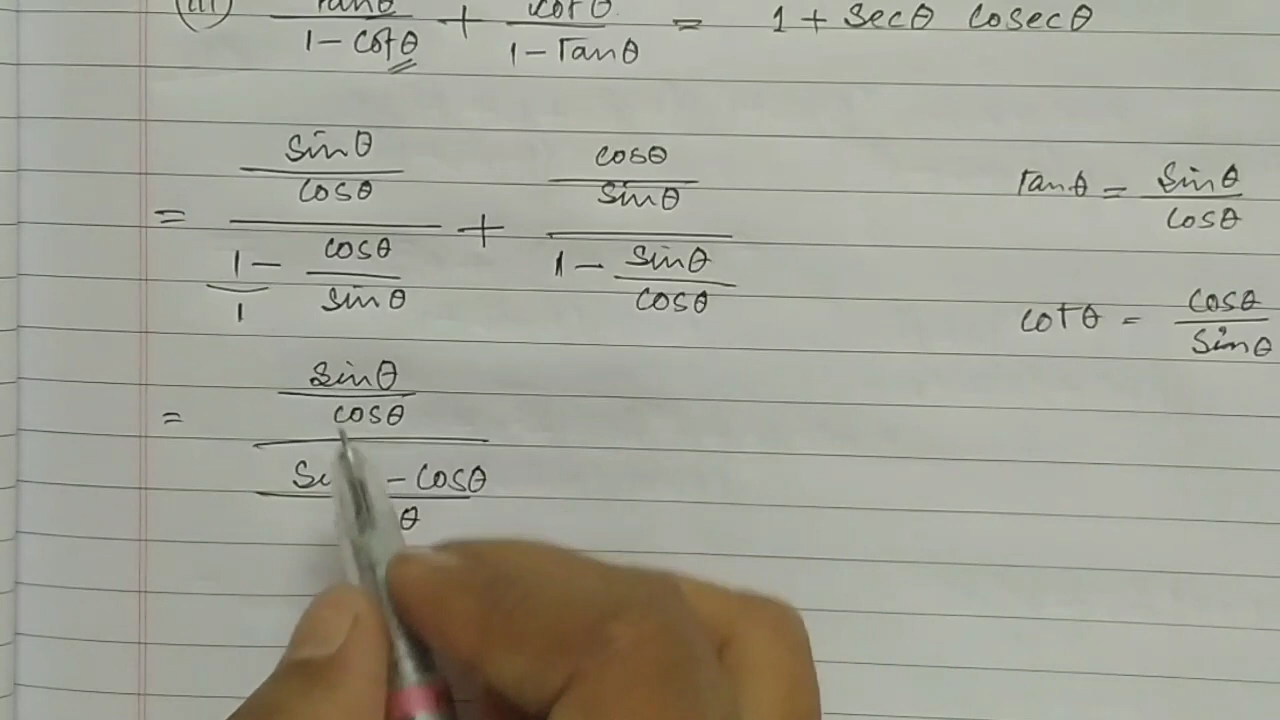 (iii) Tanθ / 1 - Cotθ + Cotθ / 1 - Tanθ = 1 + Secθ Cosecθ
= Sinθ / Cosθ / 1 - Cosθ / Sinθ + Cosθ / Sinθ / 1 - Sinθ / Cosθ
1
Tanθ = Sinθ / Cosθ
Cotθ = Cosθ / Sinθ
= Sinθ / Cosθ / - Cosθ / θ